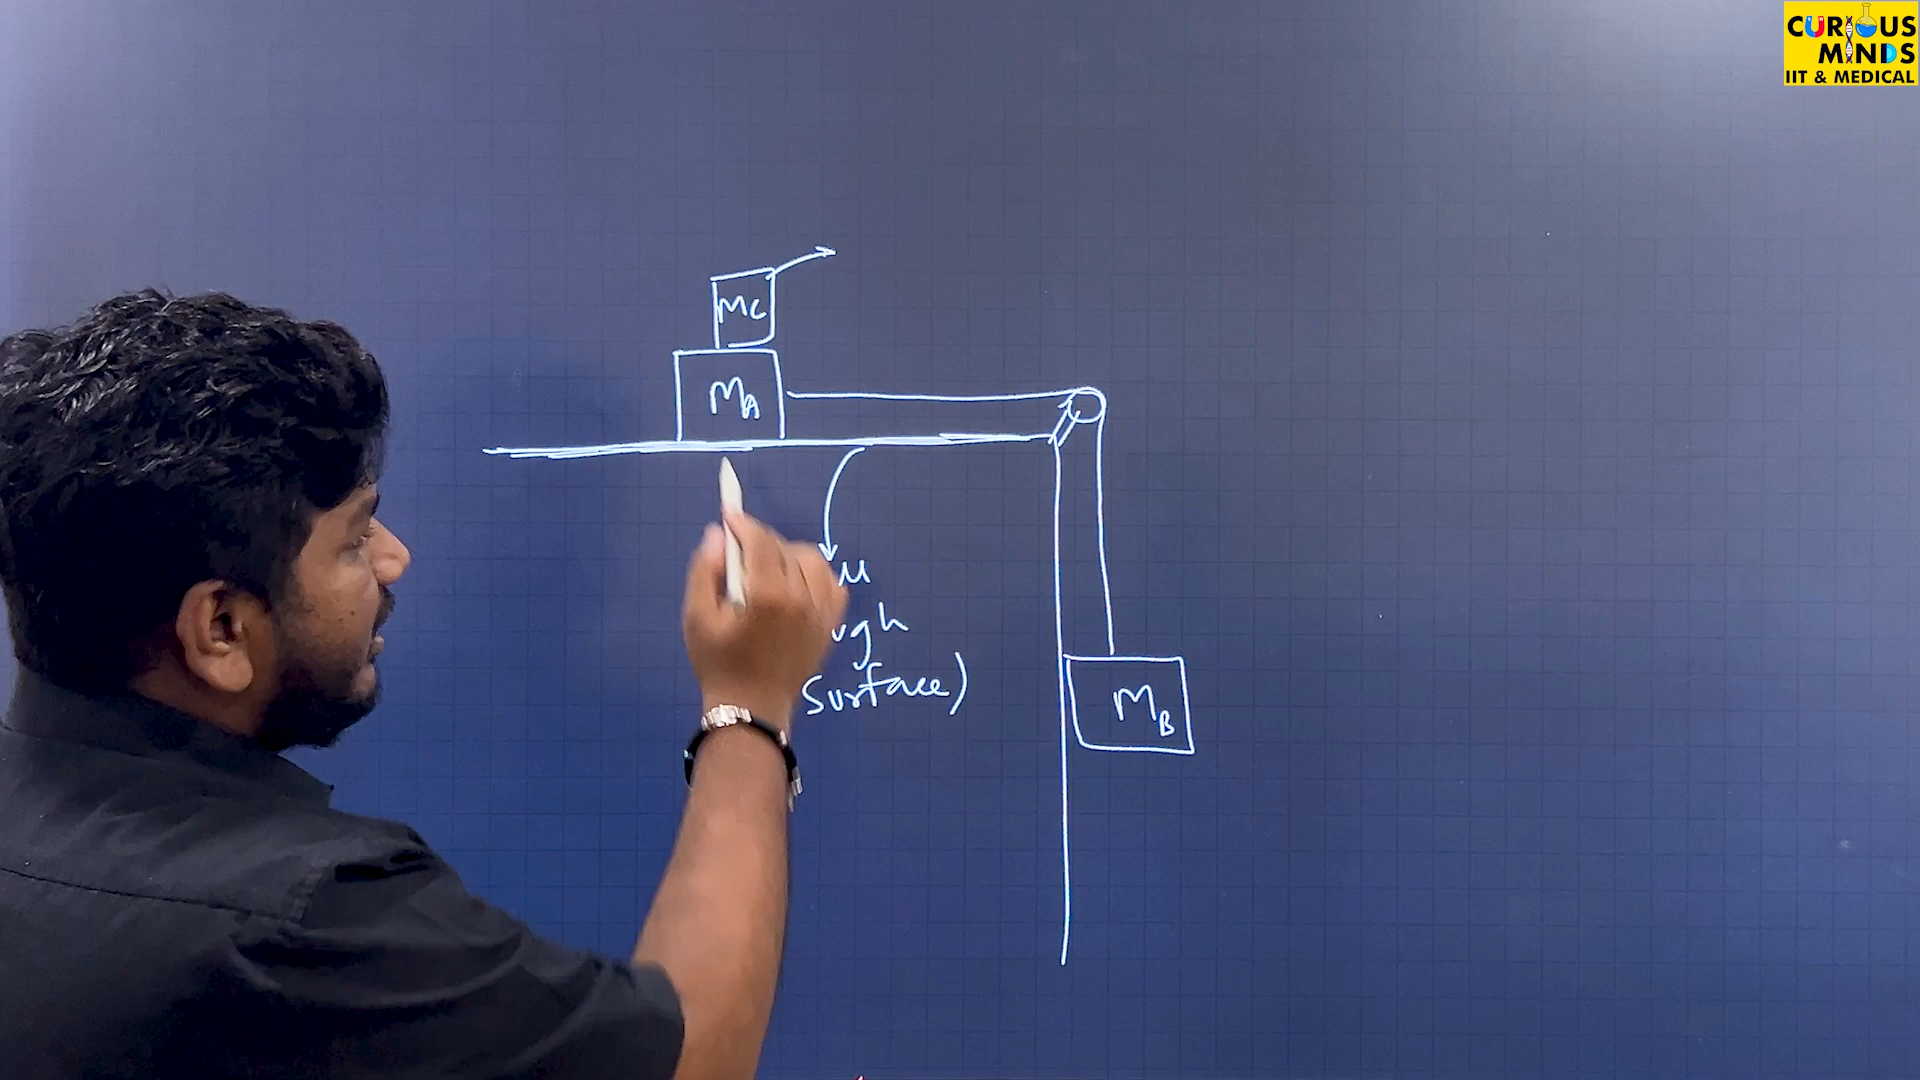 CURIOUS
MINDS
IIT & MEDICAL
MC
MA
μ
surface)
MB